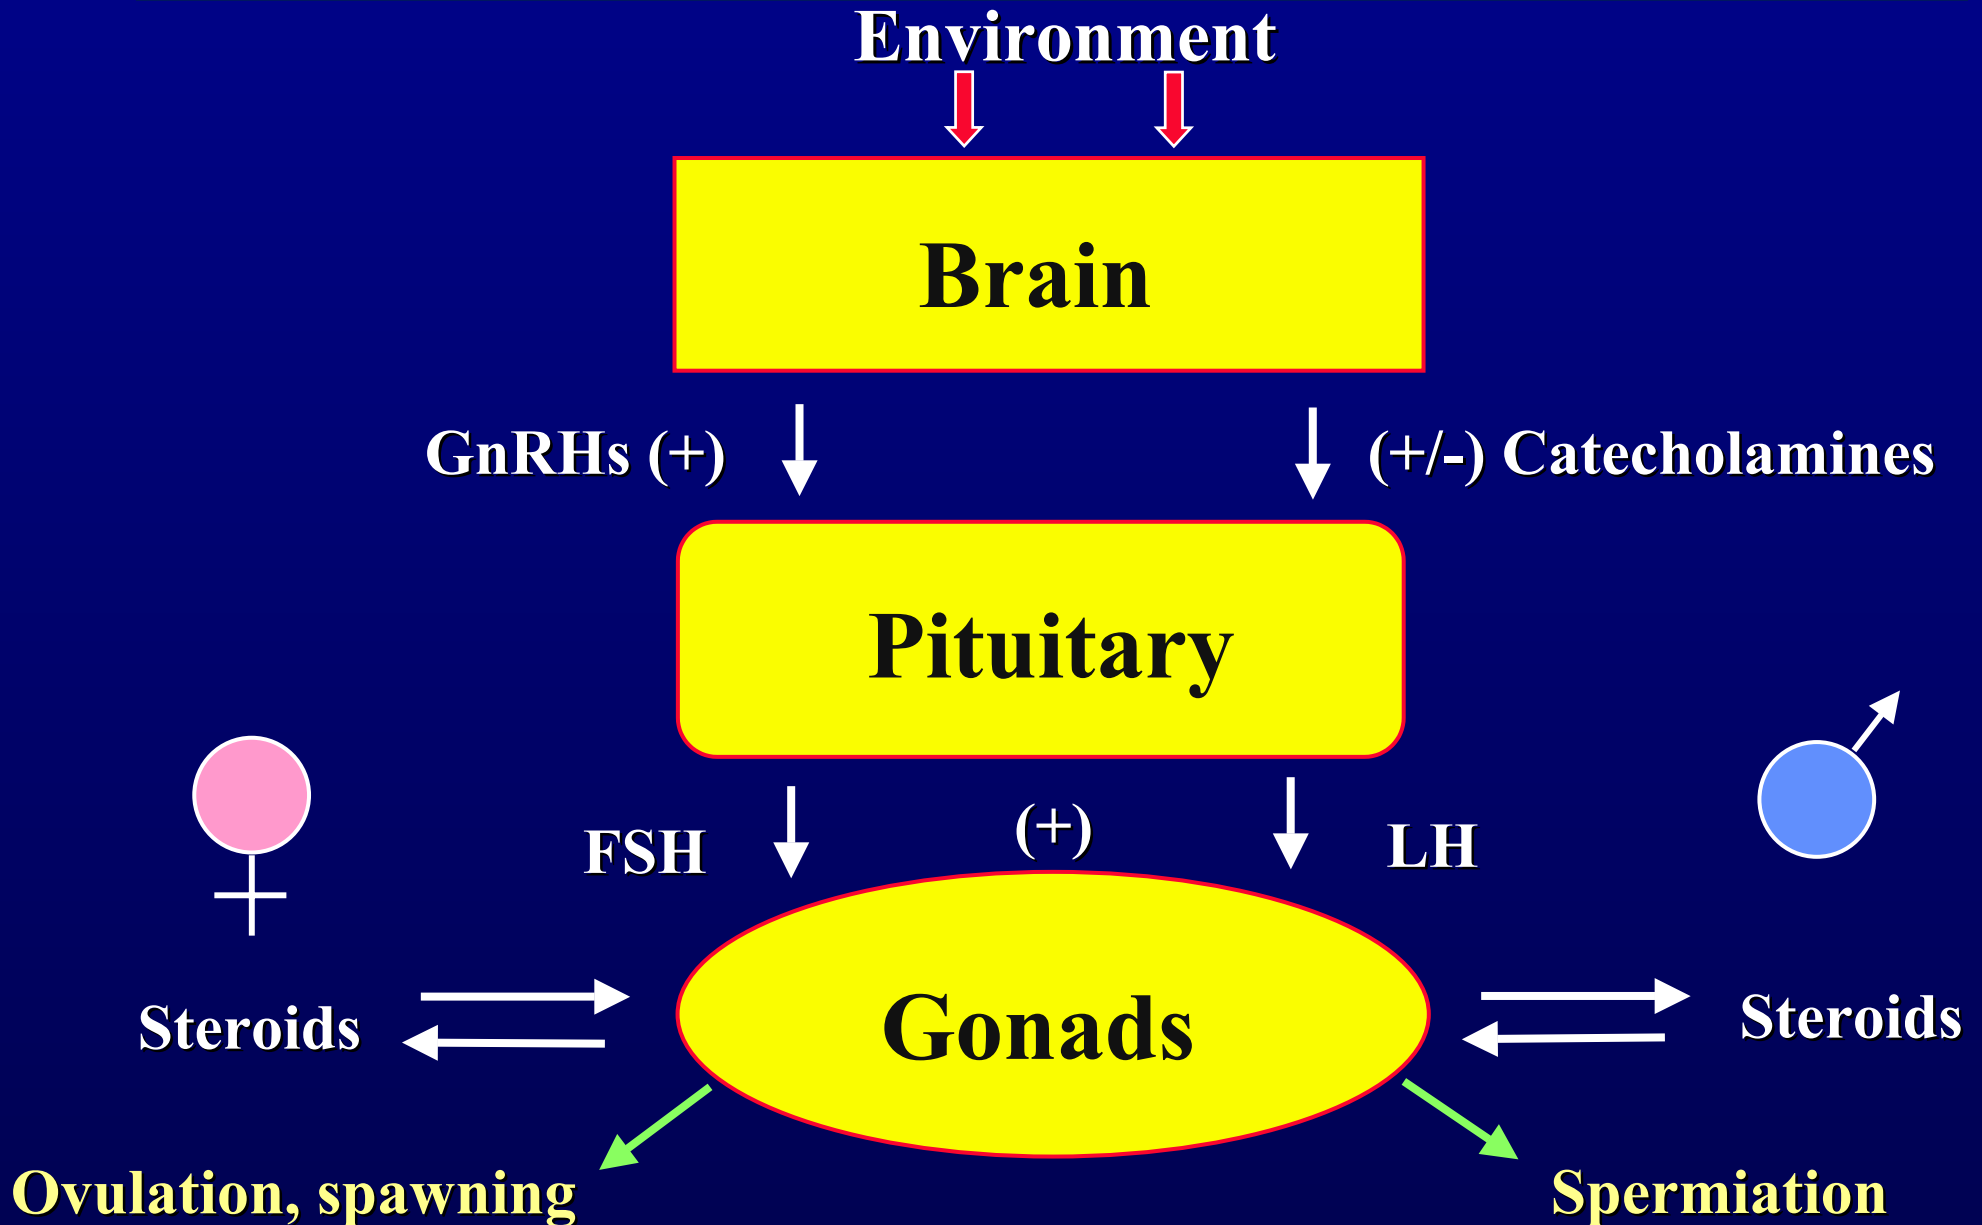 Environment
Brain
GnRHs (+)
(+/-) Catecholamines
Pituitary
FSH
(+)
LH
Gonads
Steroids
Steroids
Ovulation, spawning
Spermiation